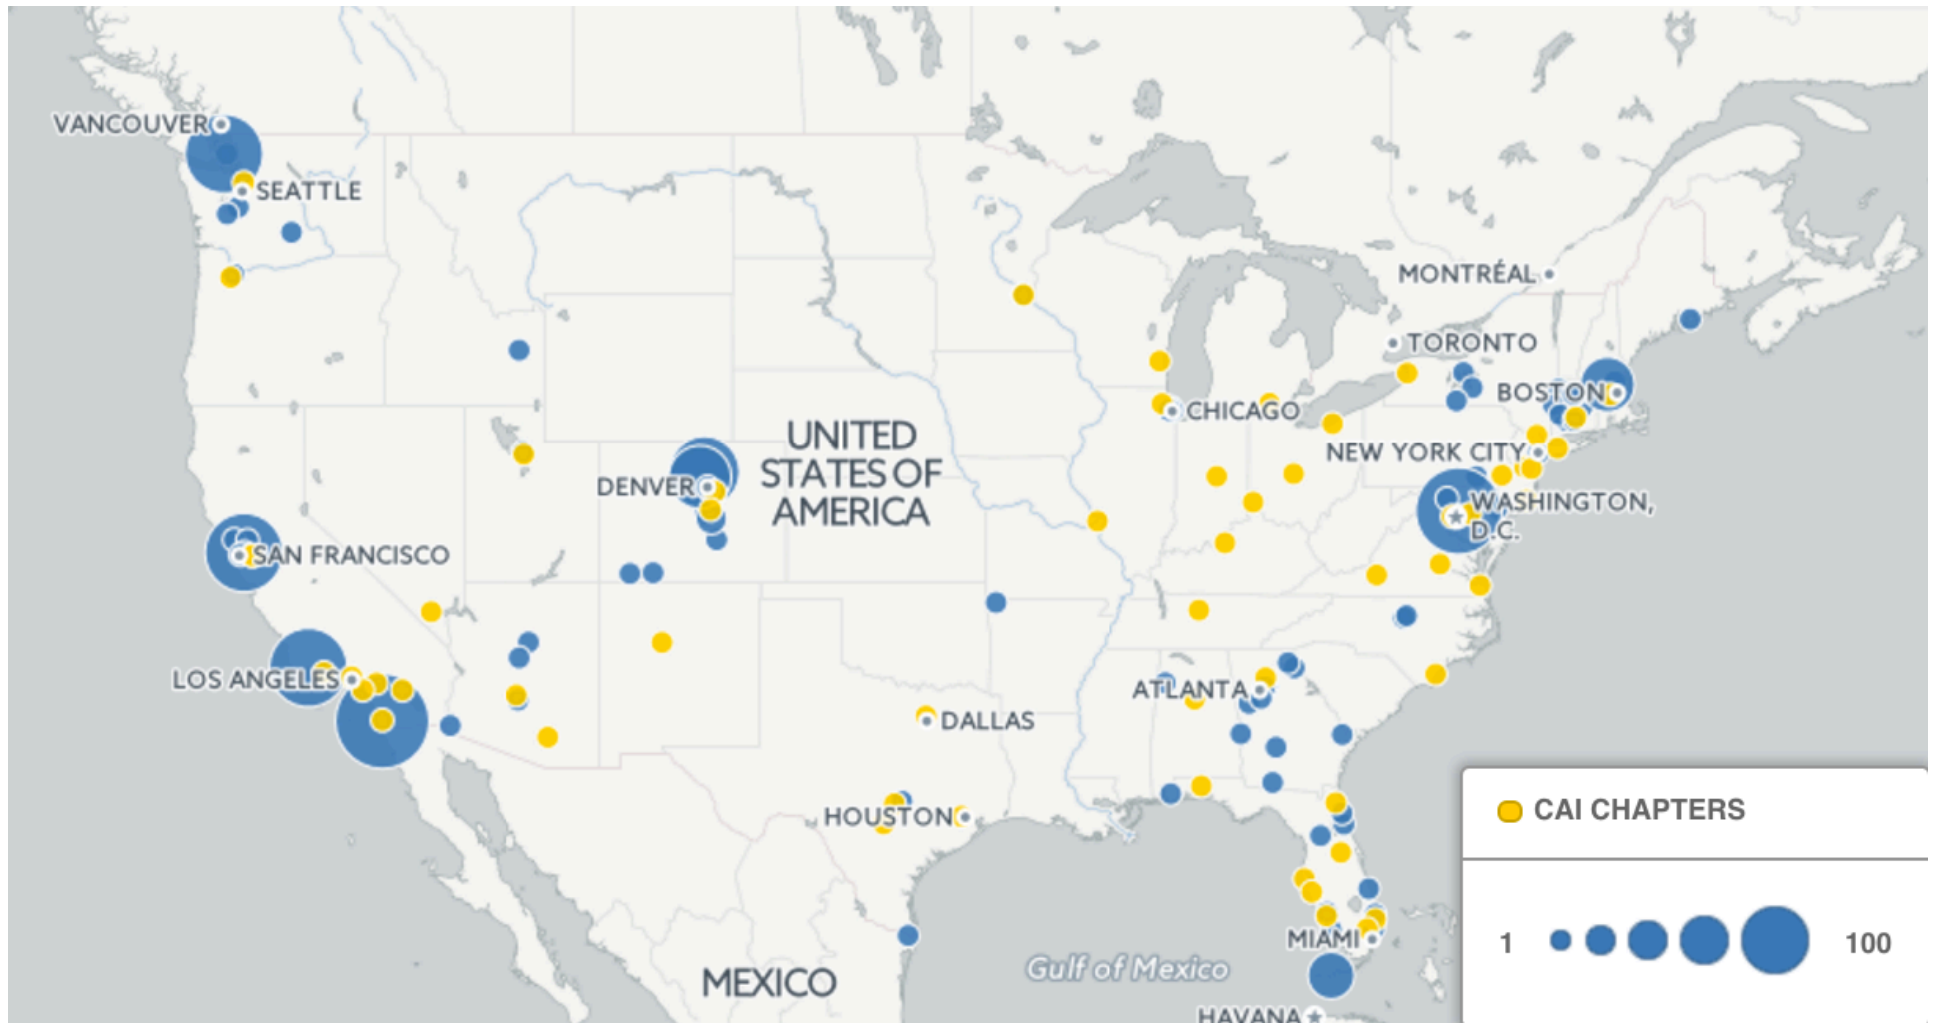 VANCOUVER
SEATTLE
MONTRÉAL
TORONTO
BOSTON
CHICAGO
NEW YORK CITY
UNITED
STATES OF
AMERICA
DENVER
WASHINGTON,
D.C.
SAN FRANCISCO
LOS ANGELES
ATLANTA
DALLAS
HOUSTON
CAI CHAPTERS
MIAMI
1
100
Gulf of Mexico
MEXICO
HAVANA